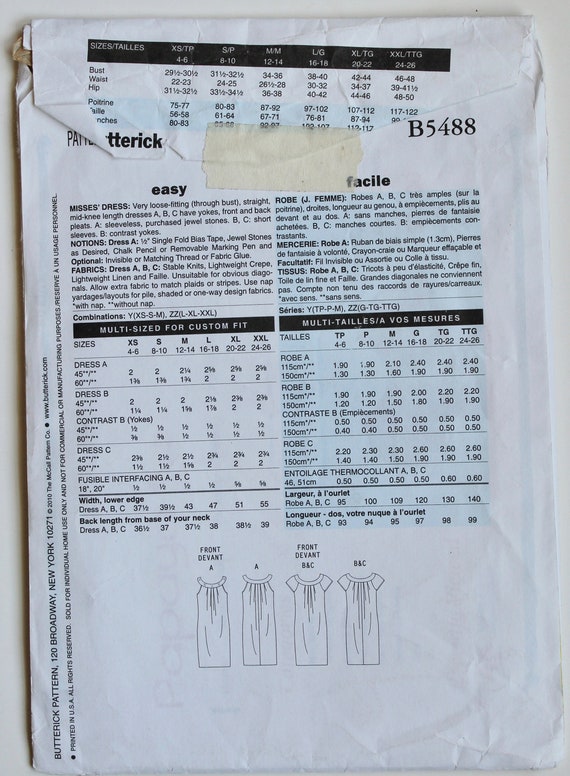 SIZES/TAILLES XS/TP S/P M/M L/G XL/TG XXL/TTG
4-6 8-10 12-14 16-18 20-22 24-26
Bust 29½-30½ 31½-32½ 34-36 38-40 42-44 46-48
Waist 22-23 24-25 26½-28 30-32 34-37 39-41½
Hip 31½-32½ 33½-34½ 36-38 40-42 44-46 48-50
Poitrine 75-77 80-83 87-92 97-102 107-112 117-122
56-58 61-64 67-71 76-81 87-94
80-83
tterick
B5488
easy
MISSES' DRESS: Very loose-fitting (through bust), straight,
mid-knee length dresses A, B, C have yokes, front and back
pleats. A: sleeveless, purchased jewel stones. B, C: short
sleeves. B: contrast yokes.
NOTIONS: Dress A: ½" Single Fold Bias Tape, Jewel Stones
as Desired, Chalk Pencil or Removable Marking Pen and
Optional: Invisible or Matching Thread or Fabric Glue.
FABRICS: Dress A, B, C: Stable Knits, Lightweight Crepe,
Lightweight Linen and Faille. Unsuitable for obvious diago-
nals. Allow extra fabric to match plaids or stripes. Use nap
yardages/layouts for pile, shaded or one-way design fabrics.
*with nap. **without nap.
Combinations: Y(XS-S-M), ZZ(L-XL-XXL)
MULTI-SIZED FOR CUSTOM FIT
SIZES XS S M L XL XXL
4-6 8-10 12-14 16-18 20-22 24-26
DRESS A
45"*/** 2 2 2¼ 2⅝ 2⅝ 2⅝
60"*/** 1⅜ 1⅜ 1¾ 2 2 2
DRESS B
45"*/** 2 2 2 2⅛ 2⅜ 2⅜
60"*/** 1¼ 1¼ 1⅝ 1⅞ 2 2
CONTRAST B (Yokes)
45"*/** ½ ½ ½ ½ ½ ½
60"*/** ⅜ ⅜ ½ ½ ½ ½
DRESS C
45"*/** 2⅜ 2½ 2½ 2¾ 2¾ 2¾
60"*/** 1½ 1½ 1⅝ 2 2 2
FUSIBLE INTERFACING A, B, C
18", 20" ½ ½ ½ ½ ⅝ ⅝
Width, lower edge
Dress A, B, C 37½ 39½ 43 47 51 55
Back length from base of your neck
Dress A, B, C 36½ 37 37½ 38 38½ 39
facile
ROBE (J. FEMME): Robes A, B, C très amples (sur la
poitrine), droites, longueur au genou, à empiècements, plis au
devant et au dos. A: sans manches, pierres de fantaisie
achetées. B, C: manches courtes. B: empiècements con-
trastants.
MERCERIE: Robe A: Ruban de biais simple (1.3cm), Pierres
de fantaisie à volonté, Crayon-craie ou Marqueur effaçable et
Facultatif: Fil Invisible ou Assortie ou Colle à tissu.
TISSUS: Robe A, B, C: Tricots à peu d'élasticité, Crêpe fin,
Toile de lin fine et Faille. Grandes diagonales ne conviennent
pas. Compte non tenu des raccords de rayures/carreaux.
*avec sens. **sans sens.
Séries: Y(TP-P-M), ZZ(G-TG-TTG)
MULTI-TAILLES/A VOS MESURES
TAILLES TP P M G TG TTG
4-6 8-10 12-14 16-18 20-22 24-26
ROBE A
115cm*/** 1.90 1.90 2.10 2.40 2.40 2.40
150cm*/** 1.30 1.30 1.60 1.90 1.90 1.90
ROBE B
115cm*/** 1.90 1.90 1.90 2.00 2.20 2.20
150cm*/** 1.20 1.20 1.50 1.80 1.90 1.90
CONTRASTE B (Empiècements)
115cm*/** 0.50 0.50 0.50 0.50 0.50 0.50
150cm*/** 0.40 0.40 0.50 0.50 0.50 0.50
ROBE C
115cm*/** 2.20 2.30 2.30 2.60 2.60 2.60
150cm*/** 1.40 1.40 1.50 1.90 1.90 1.90
ENTOILAGE THERMOCOLLANT A, B, C
46, 51cm 0.50 0.50 0.50 0.50 0.60 0.60
Largeur, à l'ourlet
Robe A, B, C 95 100 109 120 130 140
Longueur - dos, votre nuque à l'ourlet
Robe A, B, C 93 94 95 97 98 99
FRONT
DEVANT
A
A
FRONT
DEVANT
B&C
B&C
BUTTERICK PATTERN, 120 BROADWAY, NEW YORK 10271 ● www.butterick.com
● PRINTED IN U.S.A. ALL RIGHTS RESERVED. SOLD FOR INDIVIDUAL HOME USE ONLY AND NOT FOR COMMERCIAL OR MANUFACTURING PURPOSES/RÉSERVÉ À UN USAGE PERSONNEL
© 2010 The McCall Pattern Co.